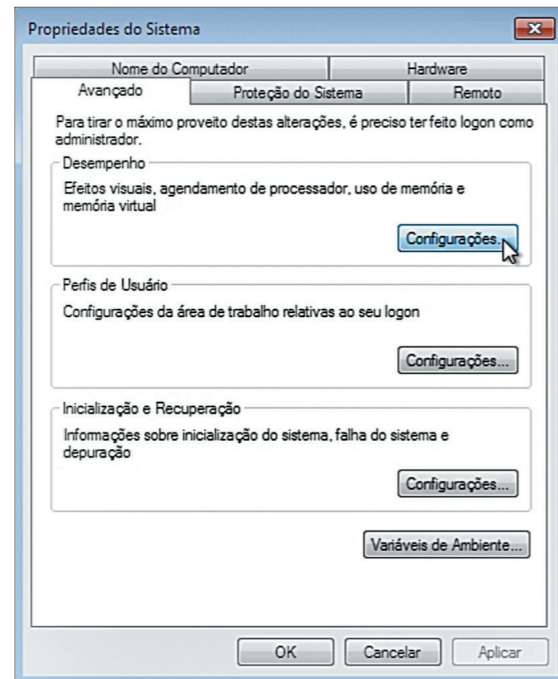 Propriedades do Sistema
Nome do Computador
Hardware
Avançado
Proteção do Sistema
Remoto
Para tirar o máximo proveito destas alterações, é preciso ter feito logon como
administrador.
Desempenho
Efeitos visuais, agendamento de processador, uso de memória e
memória virtual
Configurações...
Perfis de Usuário
Configurações da área de trabalho relativas ao seu logon
Configurações...
Inicialização e Recuperação
Informações sobre inicialização do sistema, falha do sistema e
depuração
Configurações...
Variáveis de Ambiente...
OK
Cancelar
Aplicar